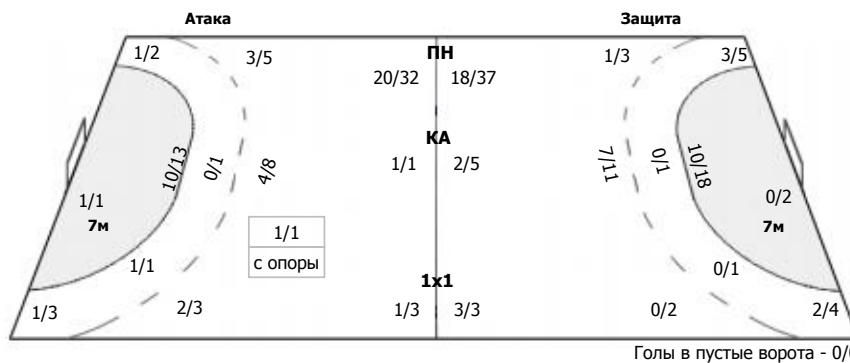 Атака Защита
1/2 3/5 ПН 1/3 3/5
20/32 18/37
КА
10/13 0/1 4/8 1/1 2/5 7/11 0/1 10/18
1/1 0/2
7м 7м
1/1
с опоры
1/1 0/1
1x1
1/3 2/3 1/3 3/3 0/2 2/4
Голы в пустые ворота - 0/